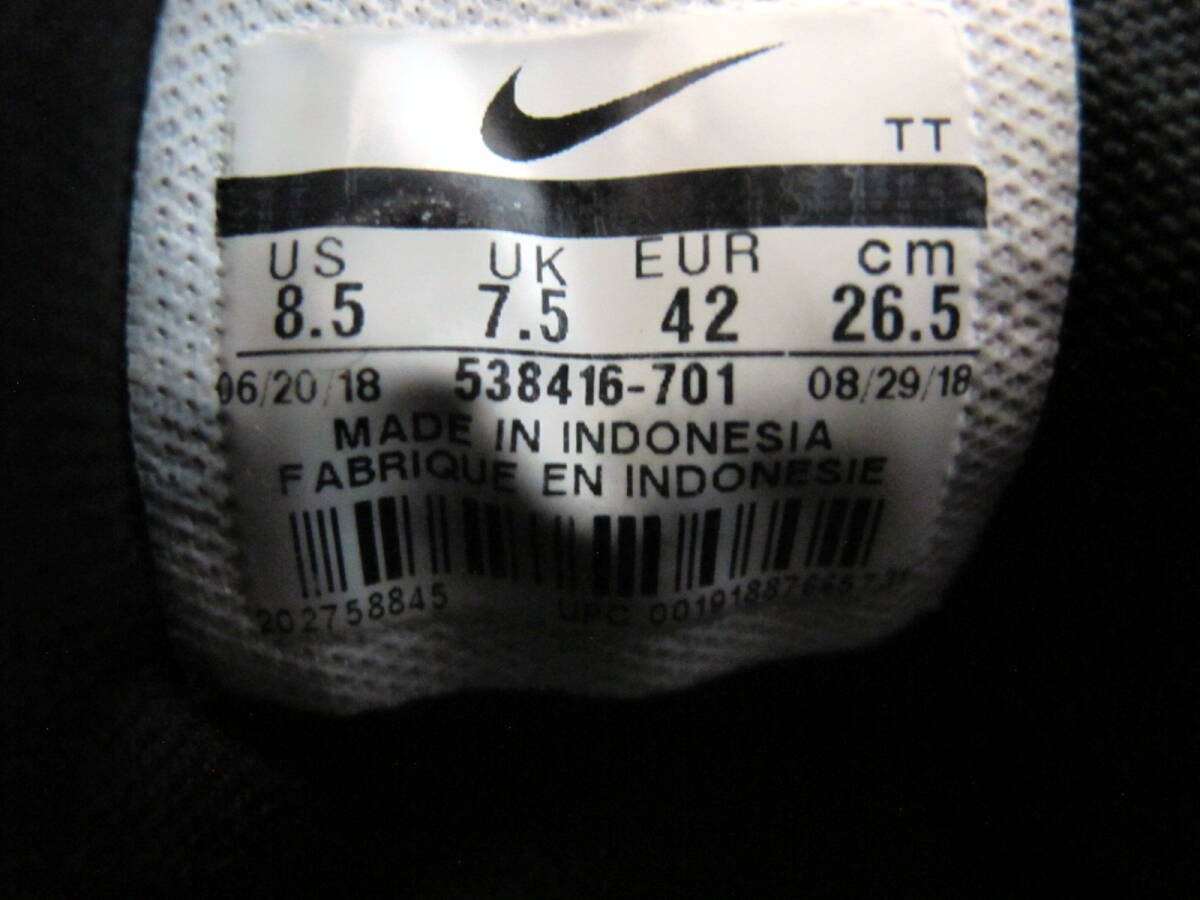 TT
US UK EUR cm
8.5 7.5 42 26.5
06/20/18 538416-701 08/29/18
MADE IN INDONESIA
FABRIQUE EN INDONESIE
202758845 UPC